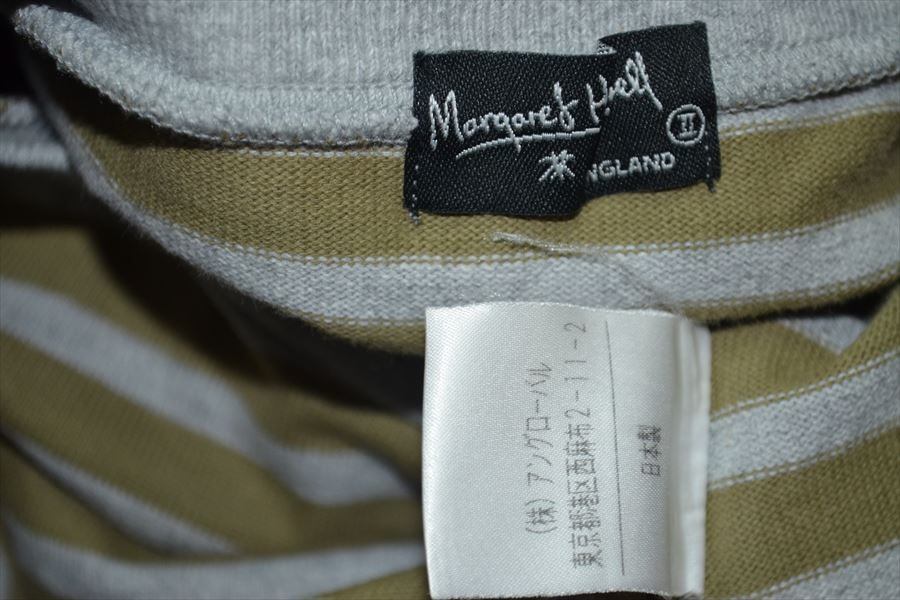 Margaret Howell
II
ENGLAND
(株) アングローバル
東京都港区西麻布2-11-2
日本製